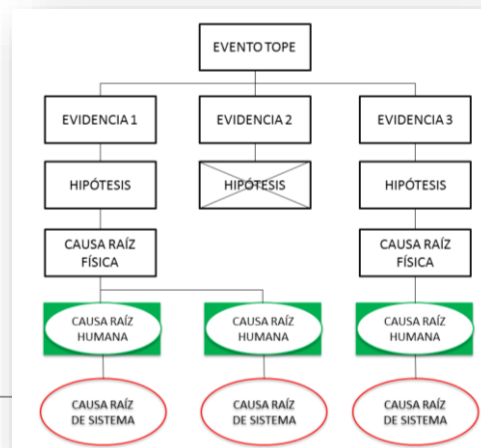 EVENTO TOPE
EVIDENCIA 1
EVIDENCIA 2
EVIDENCIA 3
HIPÓTESIS
HIPÓTESIS
HIPÓTESIS
CAUSA RAÍZ
FÍSICA
CAUSA RAÍZ
FÍSICA
CAUSA RAÍZ
HUMANA
CAUSA RAÍZ
HUMANA
CAUSA RAÍZ
HUMANA
CAUSA RAÍZ
DE SISTEMA
CAUSA RAÍZ
DE SISTEMA
CAUSA RAÍZ
DE SISTEMA